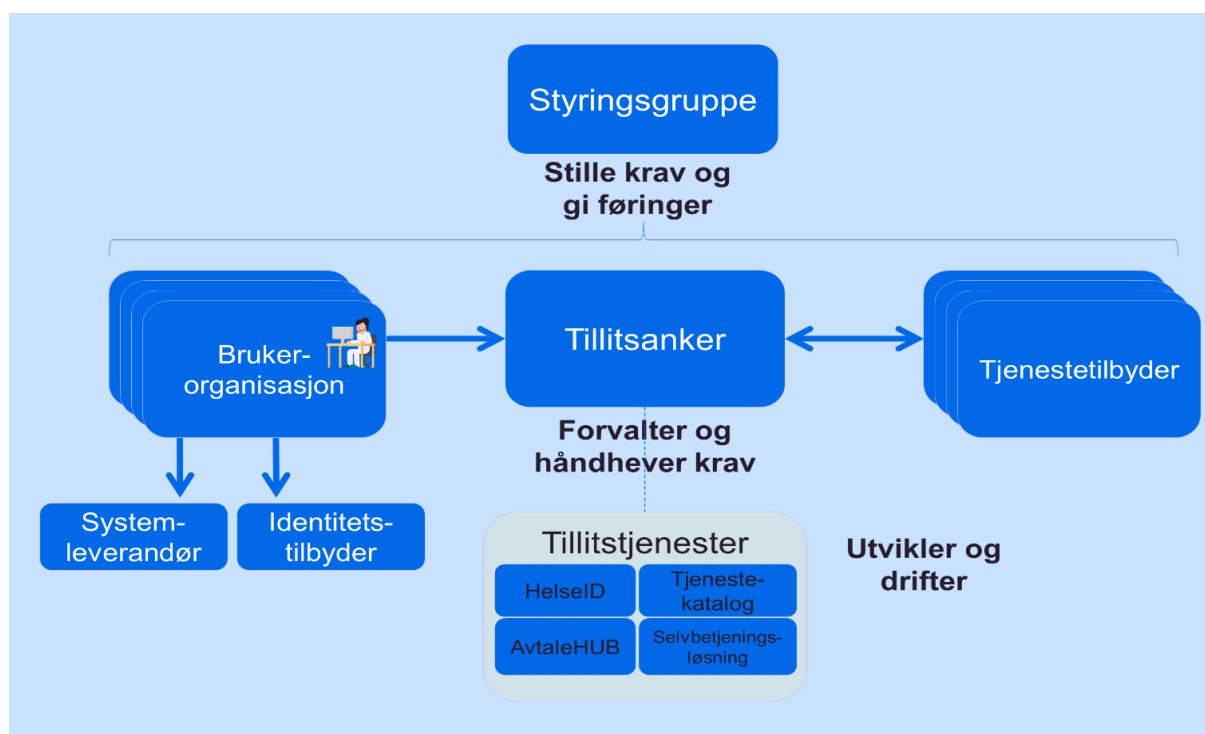 Styringsgruppe
Stille krav og
gi føringer
Bruker-
organisasjon
Tillitsanker
Tjenestetilbyder
Forvalter og
håndhever krav
System-
leverandør
Identitets-
tilbyder
Tillitstjenester
HelseID
Tjeneste-
katalog
AvtaleHUB
Selvbetjenings-
løsning
Utvikler og
drifter